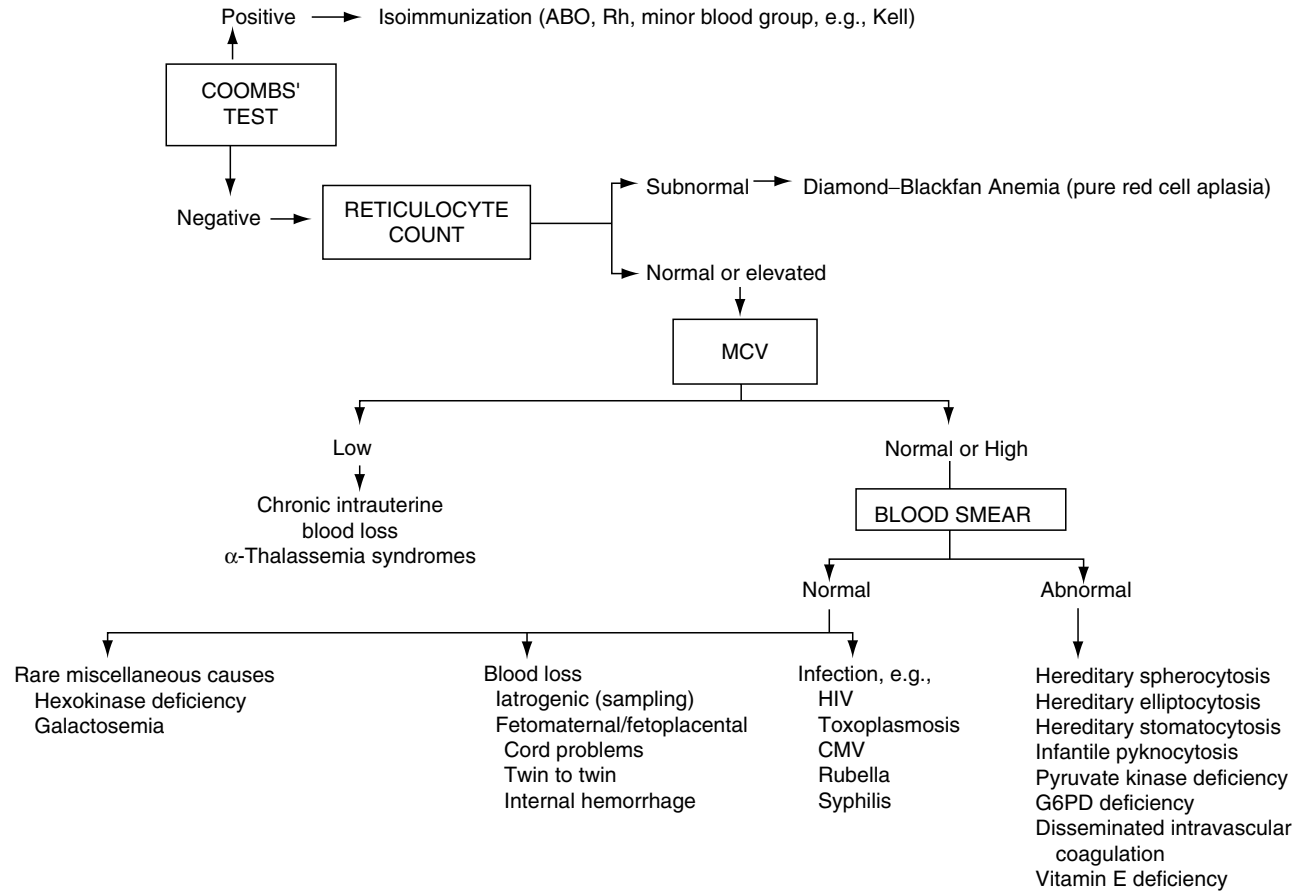 Positive
Isoimmunization (ABO, Rh, minor blood group, e.g., Kell)
COOMBS'
TEST
Negative
RETICULOCYTE
COUNT
Subnormal
Diamond–Blackfan Anemia (pure red cell aplasia)
Normal or elevated
MCV
Low
Chronic intrauterine
blood loss
α-Thalassemia syndromes
Normal or High
BLOOD SMEAR
Normal
Abnormal
Rare miscellaneous causes
Hexokinase deficiency
Galactosemia
Blood loss
Iatrogenic (sampling)
Fetomaternal/fetoplacental
Cord problems
Twin to twin
Internal hemorrhage
Infection, e.g.,
HIV
Toxoplasmosis
CMV
Rubella
Syphilis
Hereditary spherocytosis
Hereditary elliptocytosis
Hereditary stomatocytosis
Infantile pyknocytosis
Pyruvate kinase deficiency
G6PD deficiency
Disseminated intravascular
coagulation
Vitamin E deficiency